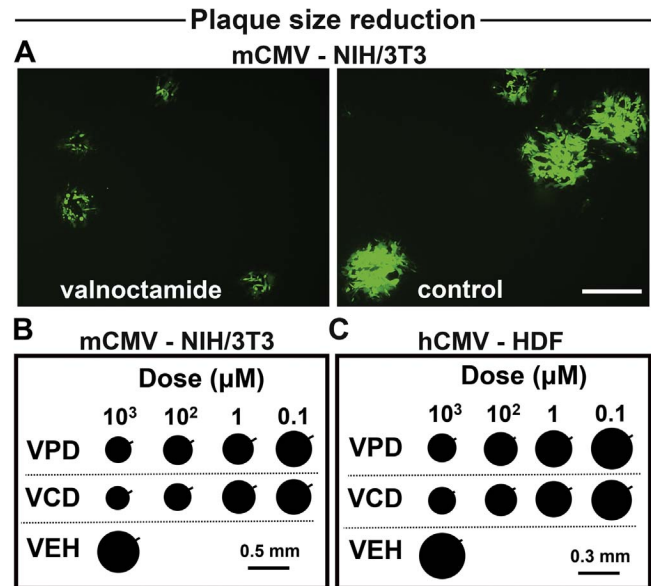 Plaque size reduction
A
mCMV - NIH/3T3
valnoctamide
control
B
mCMV - NIH/3T3
Dose (µM)
10³ 10² 1 0.1
VPD
VCD
VEH
0.5 mm
C
hCMV - HDF
Dose (µM)
10³ 10² 1 0.1
VPD
VCD
VEH
0.3 mm